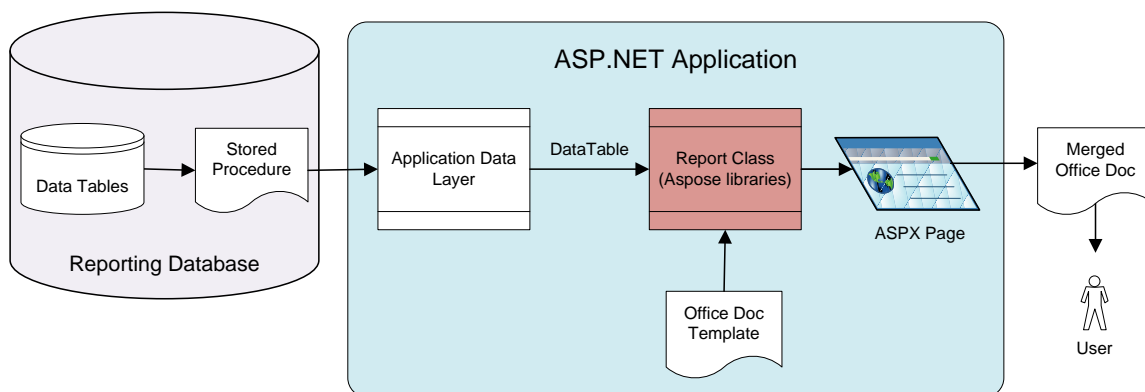 ASP.NET Application
Data Tables
Stored
Procedure
Reporting Database
Application Data
Layer
DataTable
Report Class
(Aspose libraries)
ASPX Page
Office Doc
Template
Merged
Office Doc
User